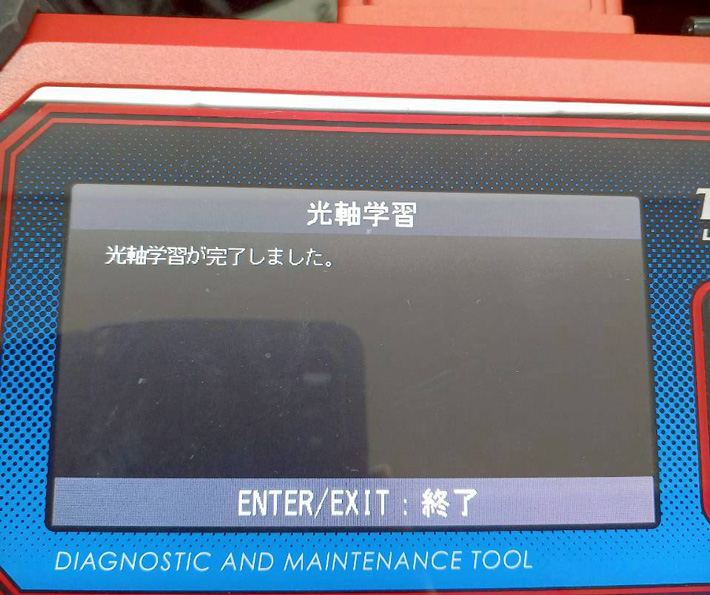 光軸学習
光軸学習が完了しました。
ENTER/EXIT : 終了
DIAGNOSTIC AND MAINTENANCE TOOL